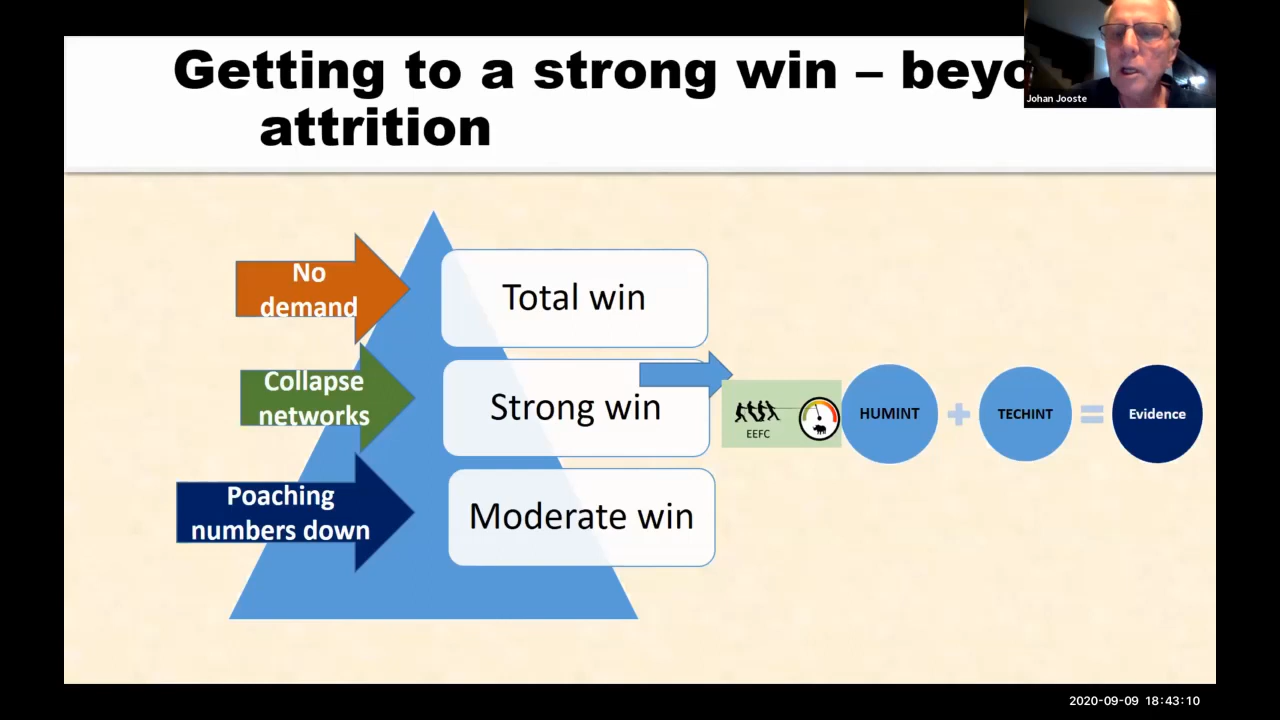 Getting to a strong win – beyo
attrition
Johan Jooste
No
demand
Total win
Collapse
networks
Strong win
EEFC
HUMINT
TECHINT
Evidence
Poaching
numbers down
Moderate win
2020-09-09 18:43:10